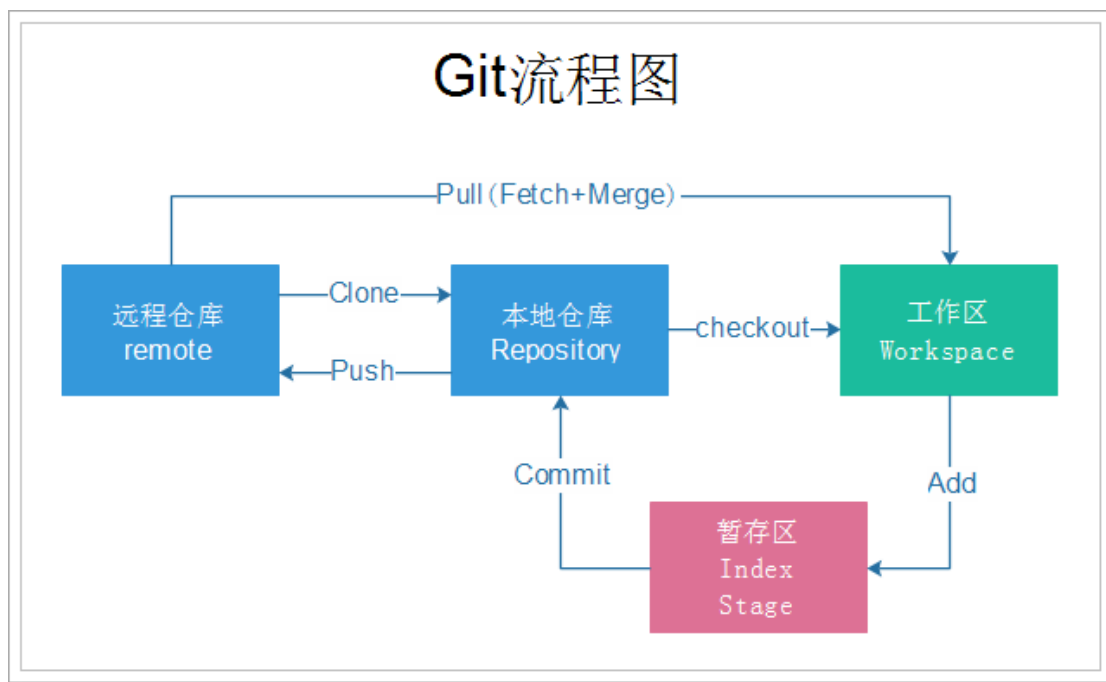 Git流程图
Pull(Fetch+Merge)
远程仓库
remote
Clone
Push
本地仓库
Repository
checkout
工作区
Workspace
Commit
Add
暂存区
Index
Stage